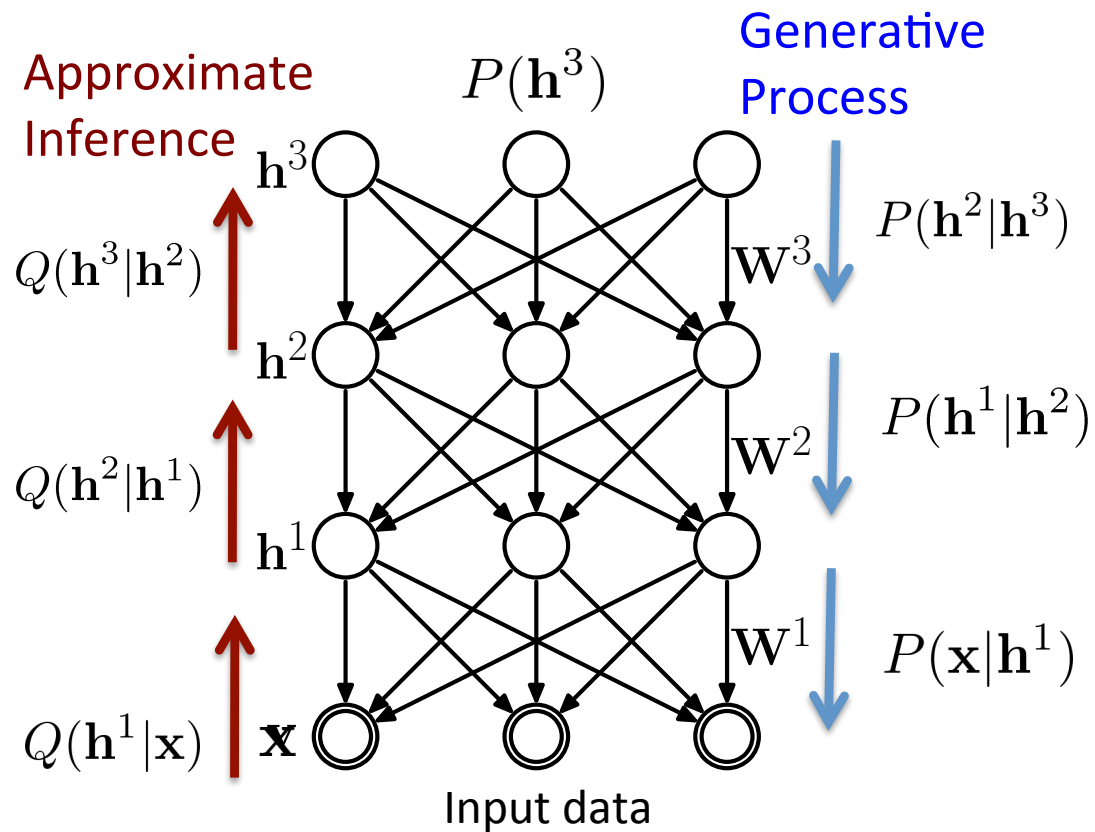 Approximate
Inference
P(h³)
Generative
Process
h³
P(h²|h³)
Q(h³|h²)
W³
h²
P(h¹|h²)
Q(h²|h¹)
W²
h¹
W¹
P(x|h¹)
Q(h¹|x)
x
Input data